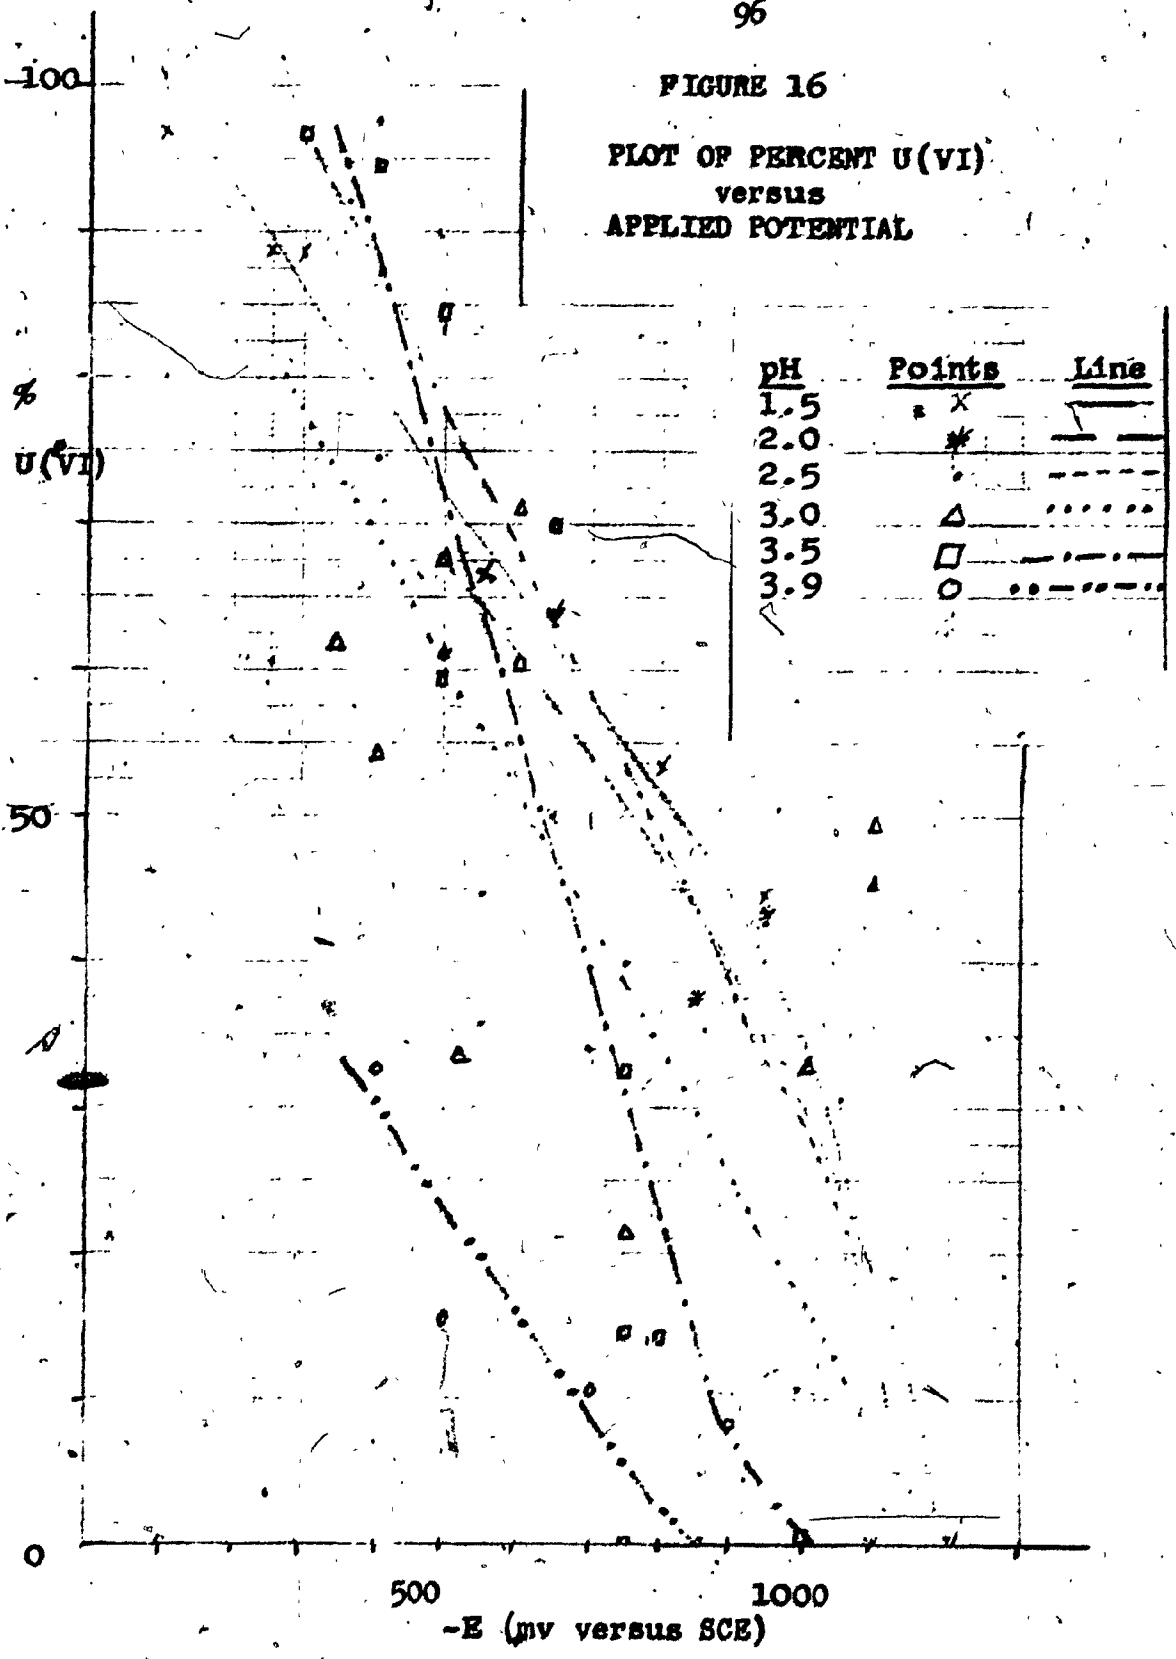 96
100
FIGURE 16
PLOT OF PERCENT U(VI)
versus
APPLIED POTENTIAL
pH Points Line
1.5
2.0
2.5
3.0
3.5
3.9
%
U(VI)
50
0
500 1000
-E (mv versus SCE)